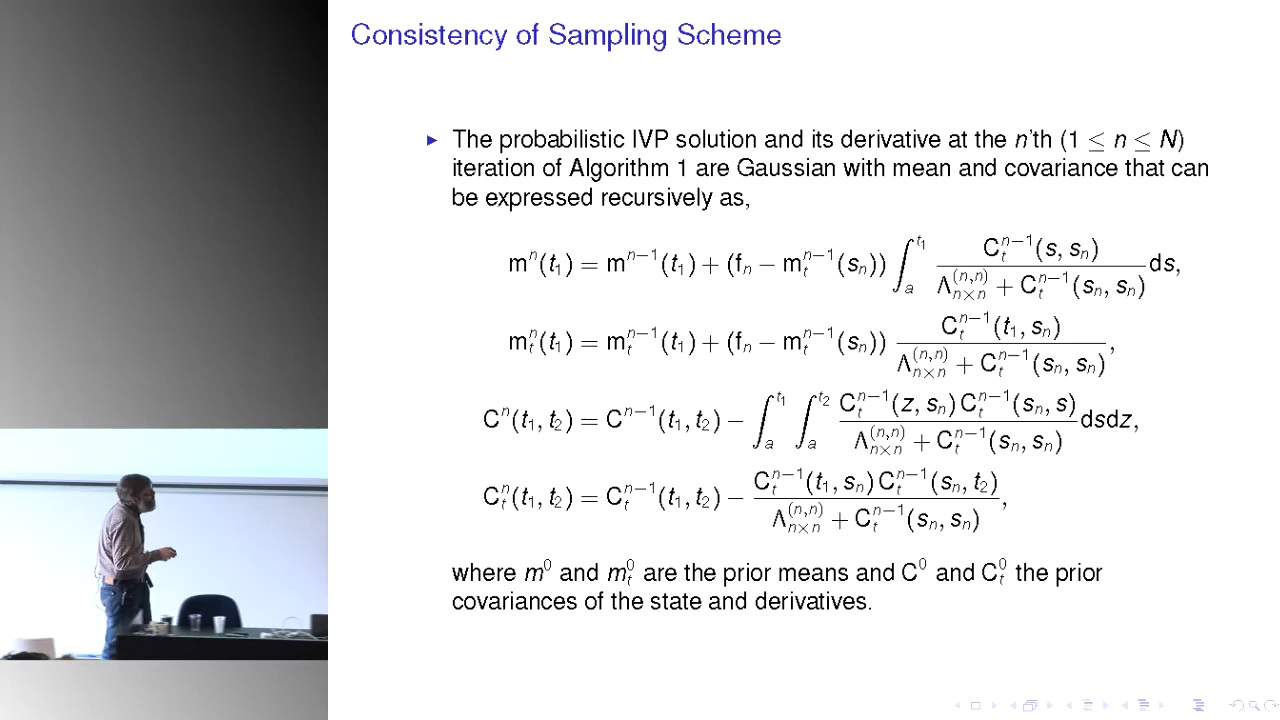 Consistency of Sampling Scheme
The probabilistic IVP solution and its derivative at the n'th (1 ≤ n ≤ N)
iteration of Algorithm 1 are Gaussian with mean and covariance that can
be expressed recursively as,
m^n(t_1) = m^{n−1}(t_1) + (f_n − m_t^{n−1}(s_n)) ∫_a^{t_1} C_t^{n−1}(s, s_n) / (Λ_{n×n}^{(n,n)} + C_t^{n−1}(s_n, s_n)) ds,
m_t^n(t_1) = m_t^{n−1}(t_1) + (f_n − m_t^{n−1}(s_n)) C_t^{n−1}(t_1, s_n) / (Λ_{n×n}^{(n,n)} + C_t^{n−1}(s_n, s_n)),
C^n(t_1, t_2) = C^{n−1}(t_1, t_2) − ∫_a^{t_1} ∫_a^{t_2} C_t^{n−1}(z, s_n) C_t^{n−1}(s_n, s) / (Λ_{n×n}^{(n,n)} + C_t^{n−1}(s_n, s_n)) dsdz,
C_t^n(t_1, t_2) = C_t^{n−1}(t_1, t_2) − C_t^{n−1}(t_1, s_n) C_t^{n−1}(s_n, t_2) / (Λ_{n×n}^{(n,n)} + C_t^{n−1}(s_n, s_n)),
where m^0 and m_t^0 are the prior means and C^0 and C_t^0 the prior
covariances of the state and derivatives.